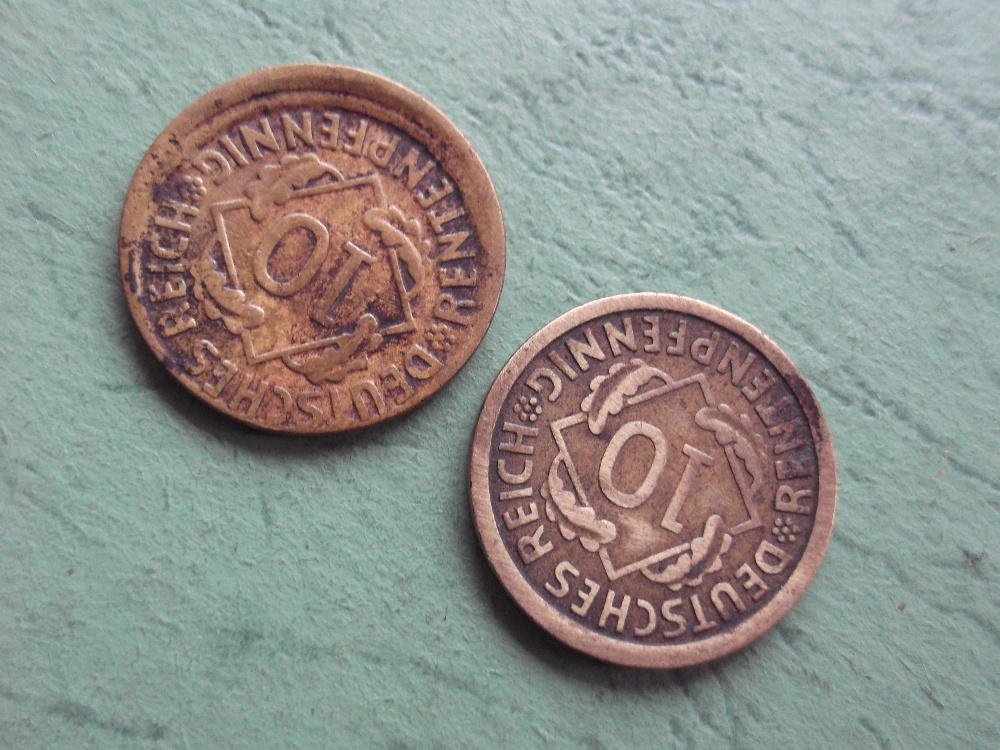 DEUTSCHES REICH
RENTENPFENNIG
10
DEUTSCHES REICH
RENTENPFENNIG
10